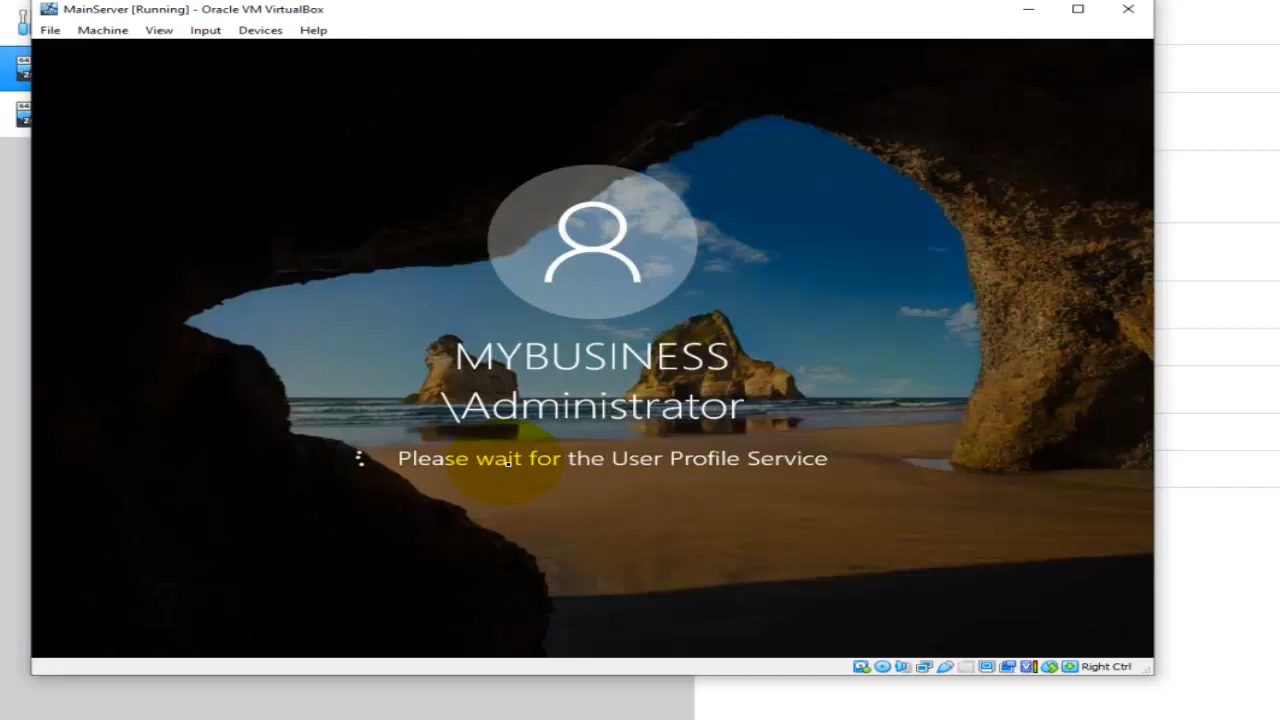 MainServer [Running] - Oracle VM VirtualBox
File Machine View Input Devices Help
MYBUSINESS
\Administrator
Please wait for the User Profile Service
Right Ctrl